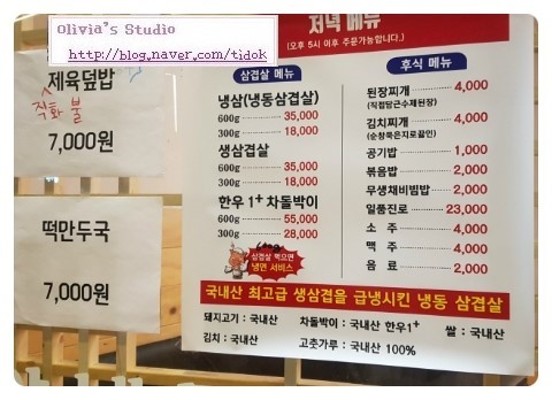 Olivia's Studio
http://blog.naver.com/tidok
제육덮밥
직화 불
7,000원
떡만두국
7,000원
저녁 메뉴
(오후 5시 이후 주문가능합니다.)
삼겹살 메뉴
냉삼(냉동삼겹살)
600g 35,000
300g 18,000
생삼겹살
600g 35,000
300g 18,000
한우 1+ 차돌박이
600g 55,000
300g 28,000
600g
삼겹살 먹으면
냉면 서비스
후식 메뉴
된장찌개 4,000
(직접담근수제된장)
김치찌개 4,000
(순창묵은지로끓인)
공기밥 1,000
볶음밥 2,000
무생채비빔밥 2,000
일품진로 23,000
소 주 4,000
맥 주 4,000
음 료 2,000
국내산 최고급 생삼겹을 급냉시킨 냉동 삼겹살
돼지고기 : 국내산 차돌박이 : 국내산 한우1+ 쌀 : 국내산
김치 : 국내산 고춧가루 : 국내산 100%